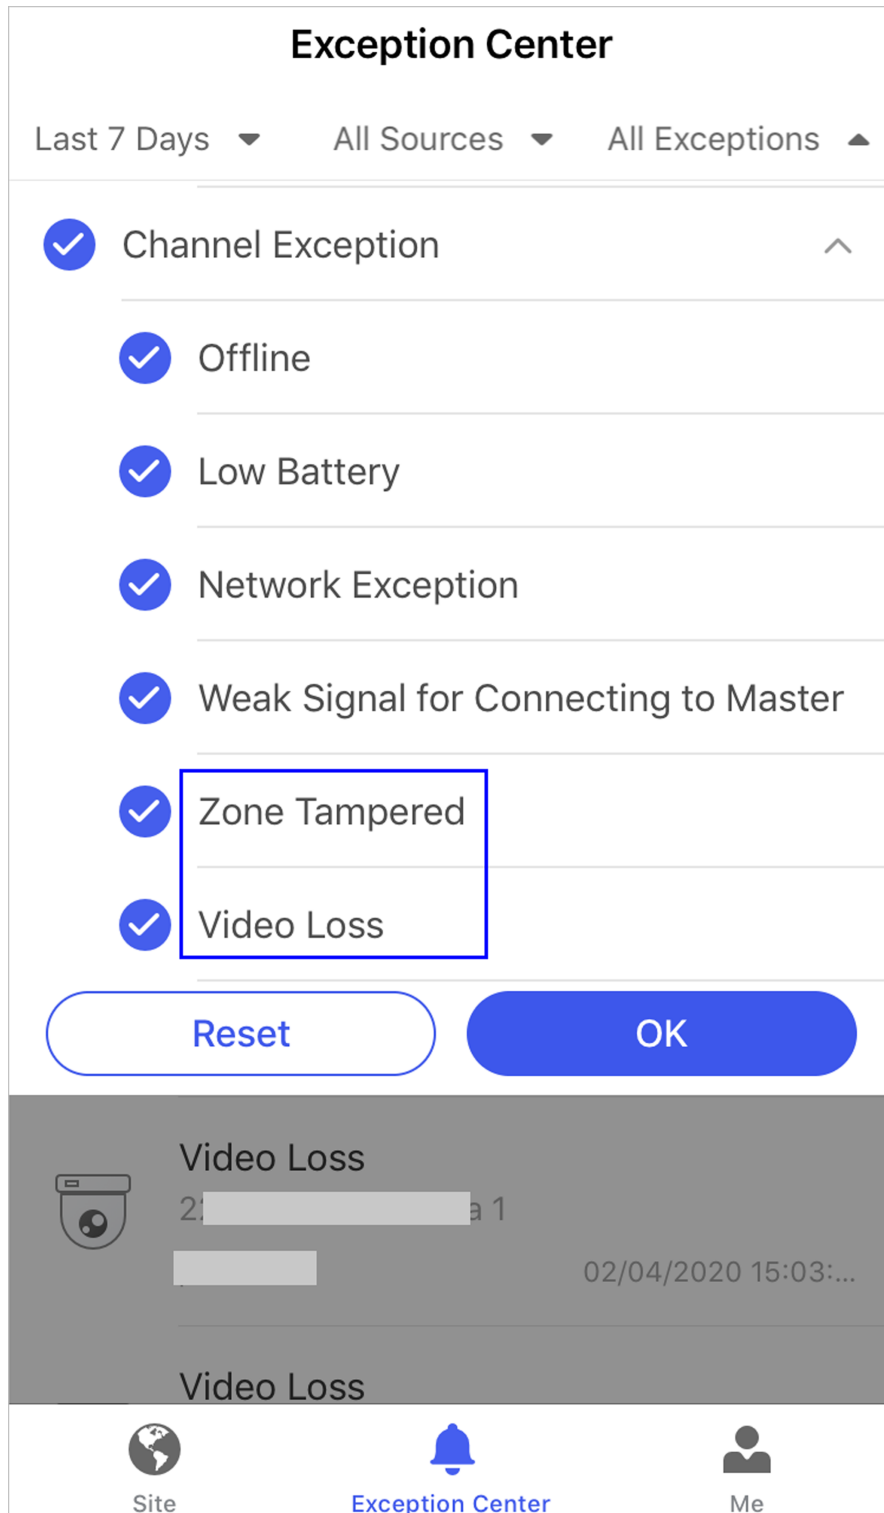 Exception Center
Last 7 Days All Sources All Exceptions
Channel Exception
Offline
Low Battery
Network Exception
Weak Signal for Connecting to Master
Zone Tampered
Video Loss
Reset OK
Video Loss
a 1
02/04/2020 15:03:...
Video Loss
Site Exception Center Me